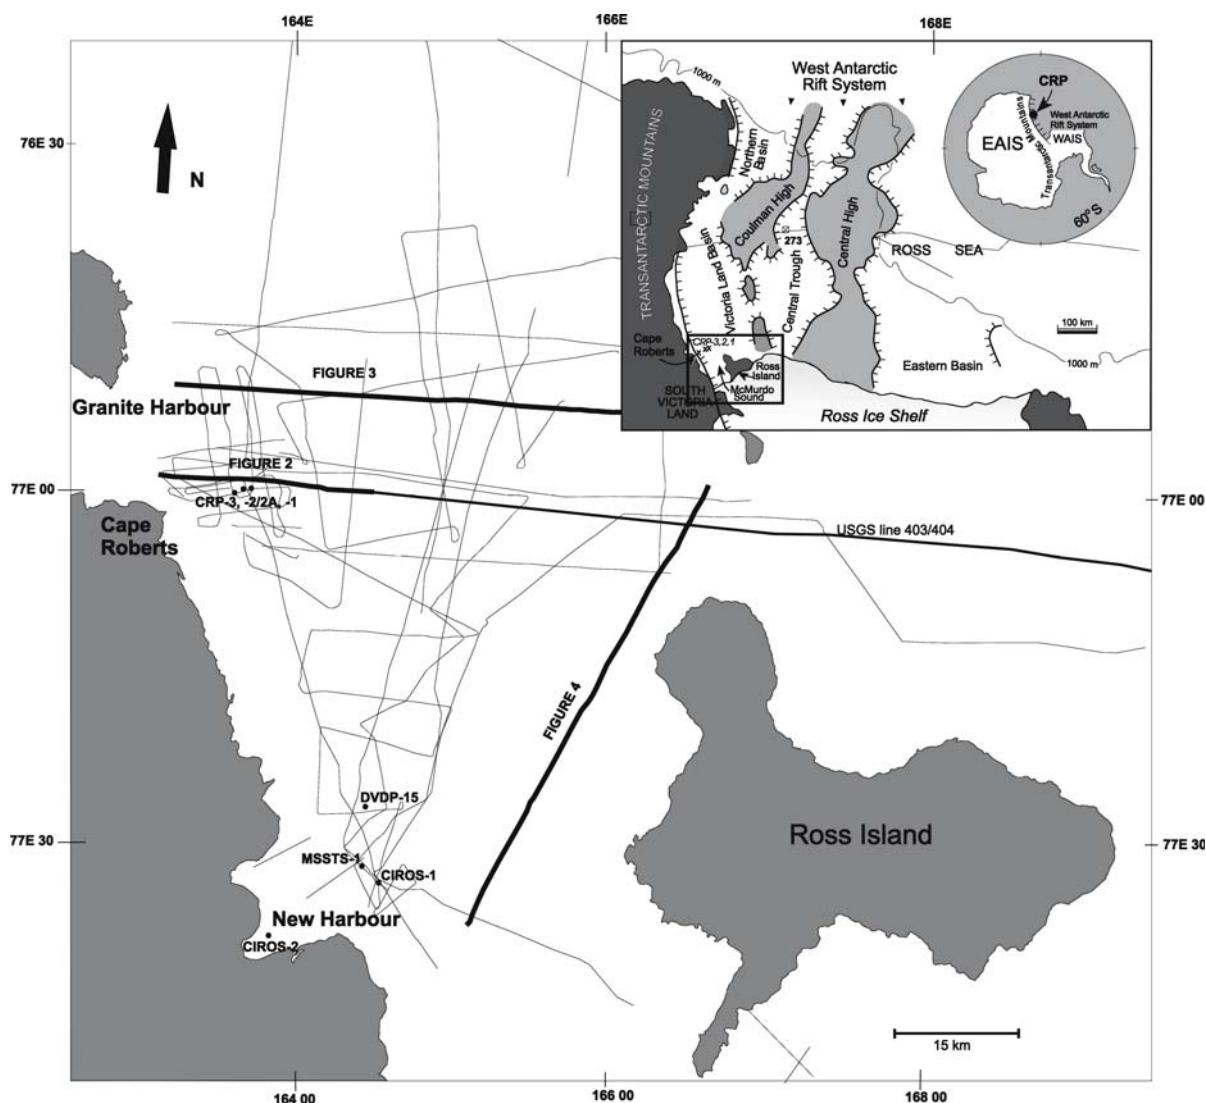 164E
166E
168E
76E 30
N
1000 m
West Antarctic
Rift System
CRP
West Antarctic
Rift System
EAIS
WAIS
Transantarctic Mountains
60°S
TRANSANTARCTIC MOUNTAINS
Northern
Basin
Coulman High
273
Central High
ROSS SEA
Victoria Land Basin
Central Trough
100 km
1000 m
Cape
Roberts
CRP-3,2,1
Ross
Island
Eastern Basin
SOUTH
VICTORIA
LAND
McMurdo
Sound
Ross Ice Shelf
FIGURE 3
Granite Harbour
FIGURE 2
77E 00
77E 00
CRP-3, -2/2A, -1
Cape
Roberts
USGS line 403/404
FIGURE 4
DVDP-15
77E 30
77E 30
Ross Island
MSSTS-1
CIROS-1
New Harbour
CIROS-2
15 km
164 00
166 00
168 00